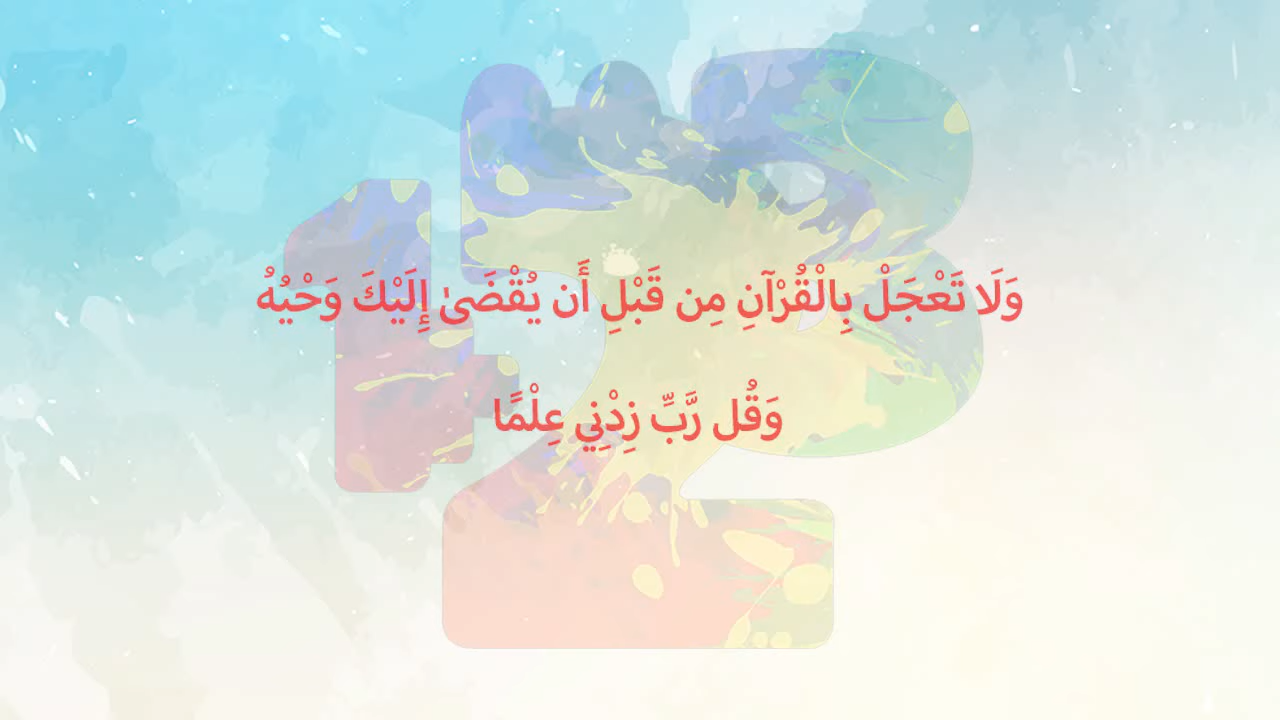 وَلَا تَعْجَلْ بِالْقُرْآنِ مِن قَبْلِ أَن يُقْضَىٰ إِلَيْكَ وَحْيُهُ
وَقُل رَّبِّ زِدْنِي عِلْمًا